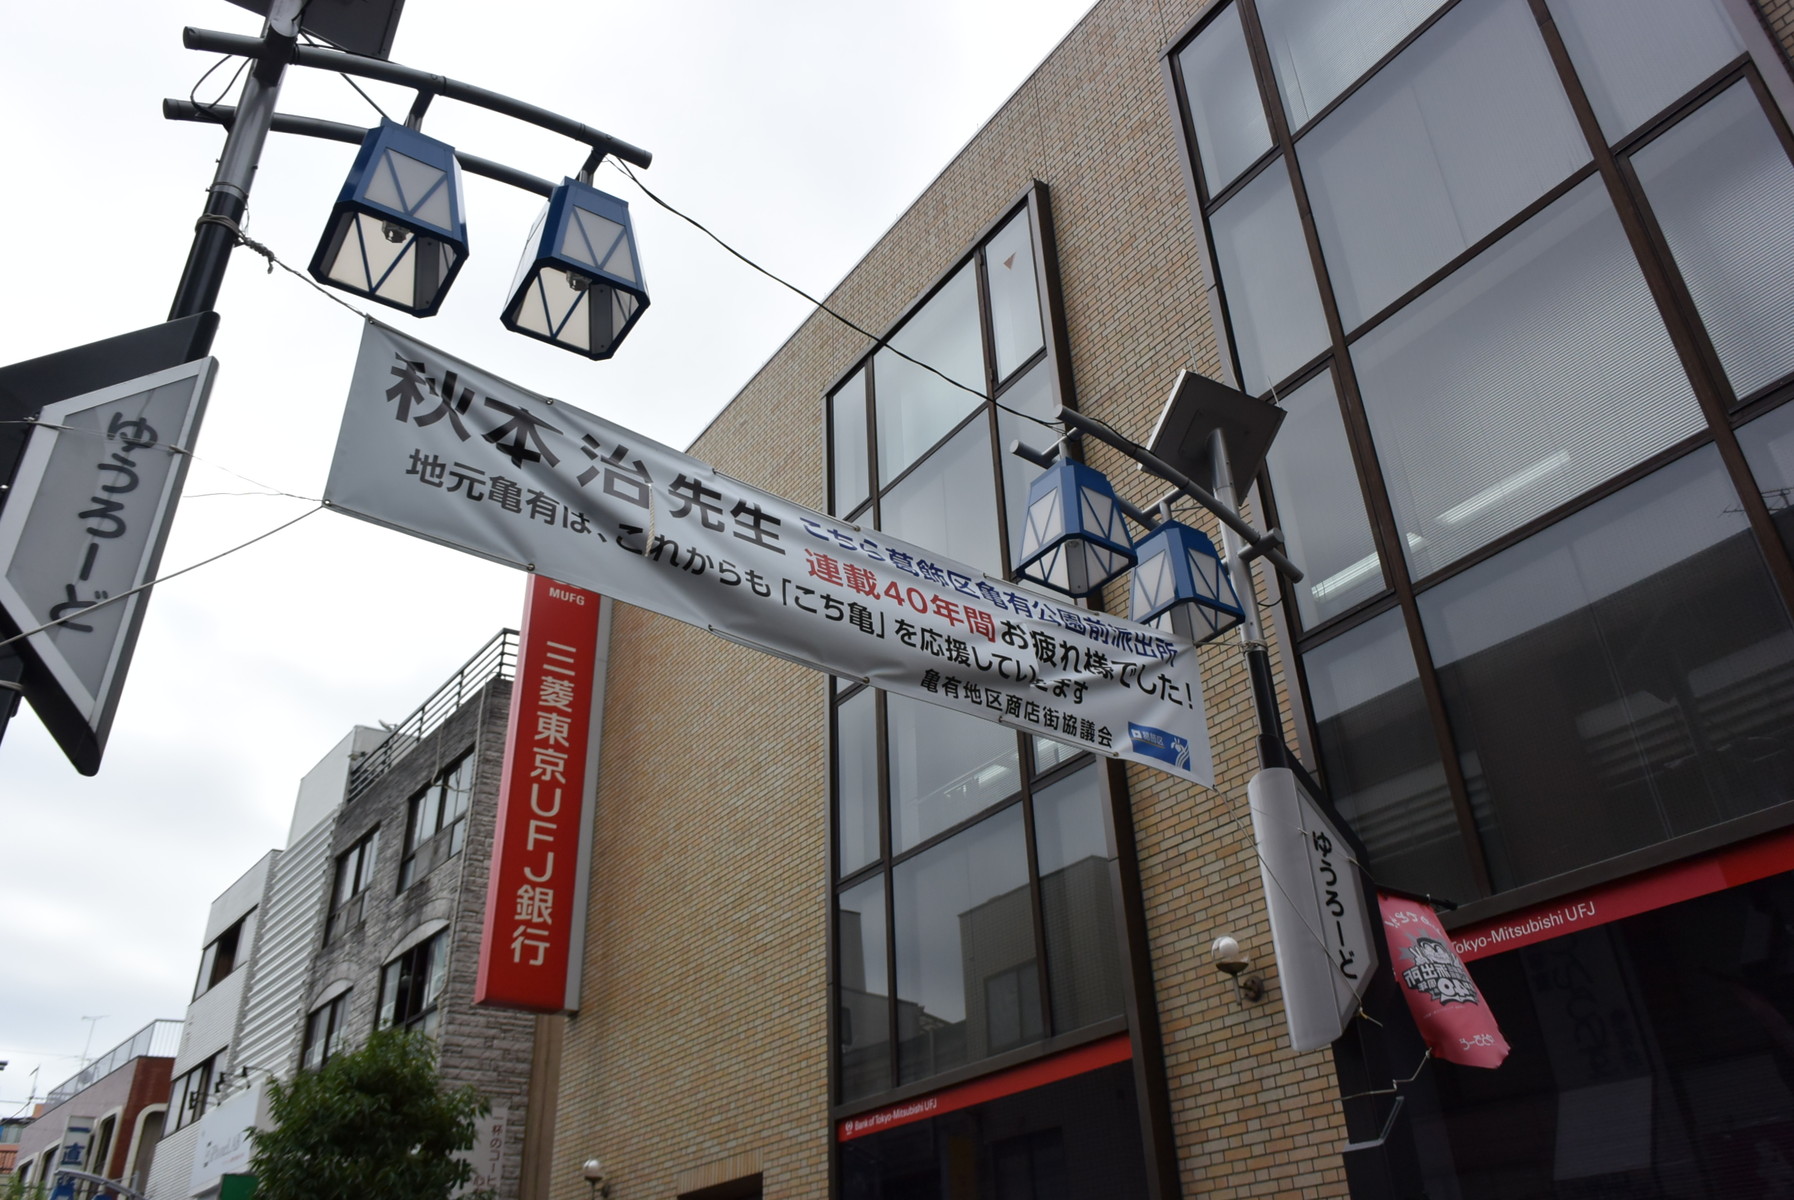 ゆうろーど
秋本治先生
こちら葛飾区亀有公園前派出所
連載40年間お疲れ様でした！
地元亀有は、これからも「こち亀」を応援しています
亀有地区商店街協議会
葛飾区
MUFG
三菱東京UFJ銀行
ゆうろーど
Tokyo-Mitsubishi UFJ
Bank of Tokyo-Mitsubishi UFJ